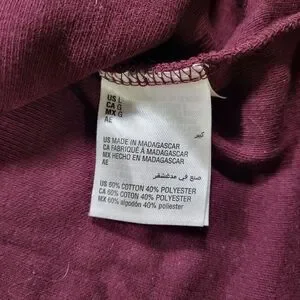 US L
CA G
MX G
AE كبير
US MADE IN MADAGASCAR
CA FABRIQUÉ À MADAGASCAR
MX HECHO EN MADAGASCAR
AE صنع في مدغشقر
US 60% COTTON 40% POLYESTER
CA 60% COTON 40% POLYESTER
MX 60% algodón 40% poliester